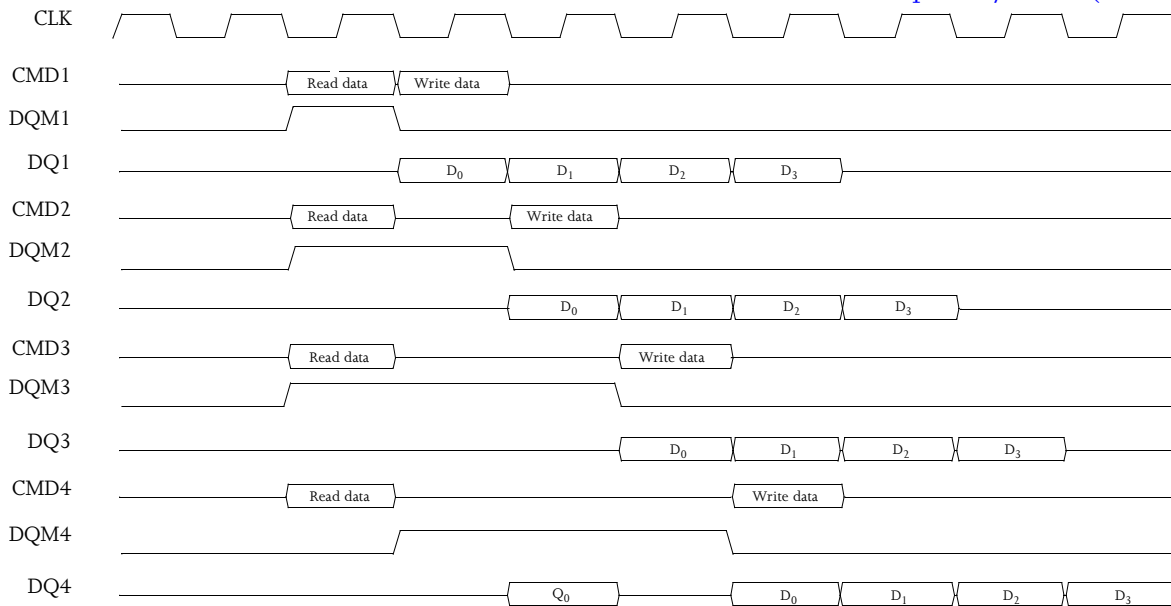 CLK
CMD1 Read data Write data
DQM1
DQ1 D0 D1 D2 D3
CMD2 Read data Write data
DQM2
DQ2 D0 D1 D2 D3
CMD3 Read data Write data
DQM3
DQ3 D0 D1 D2 D3
CMD4 Read data Write data
DQM4
DQ4 Q0 D0 D1 D2 D3